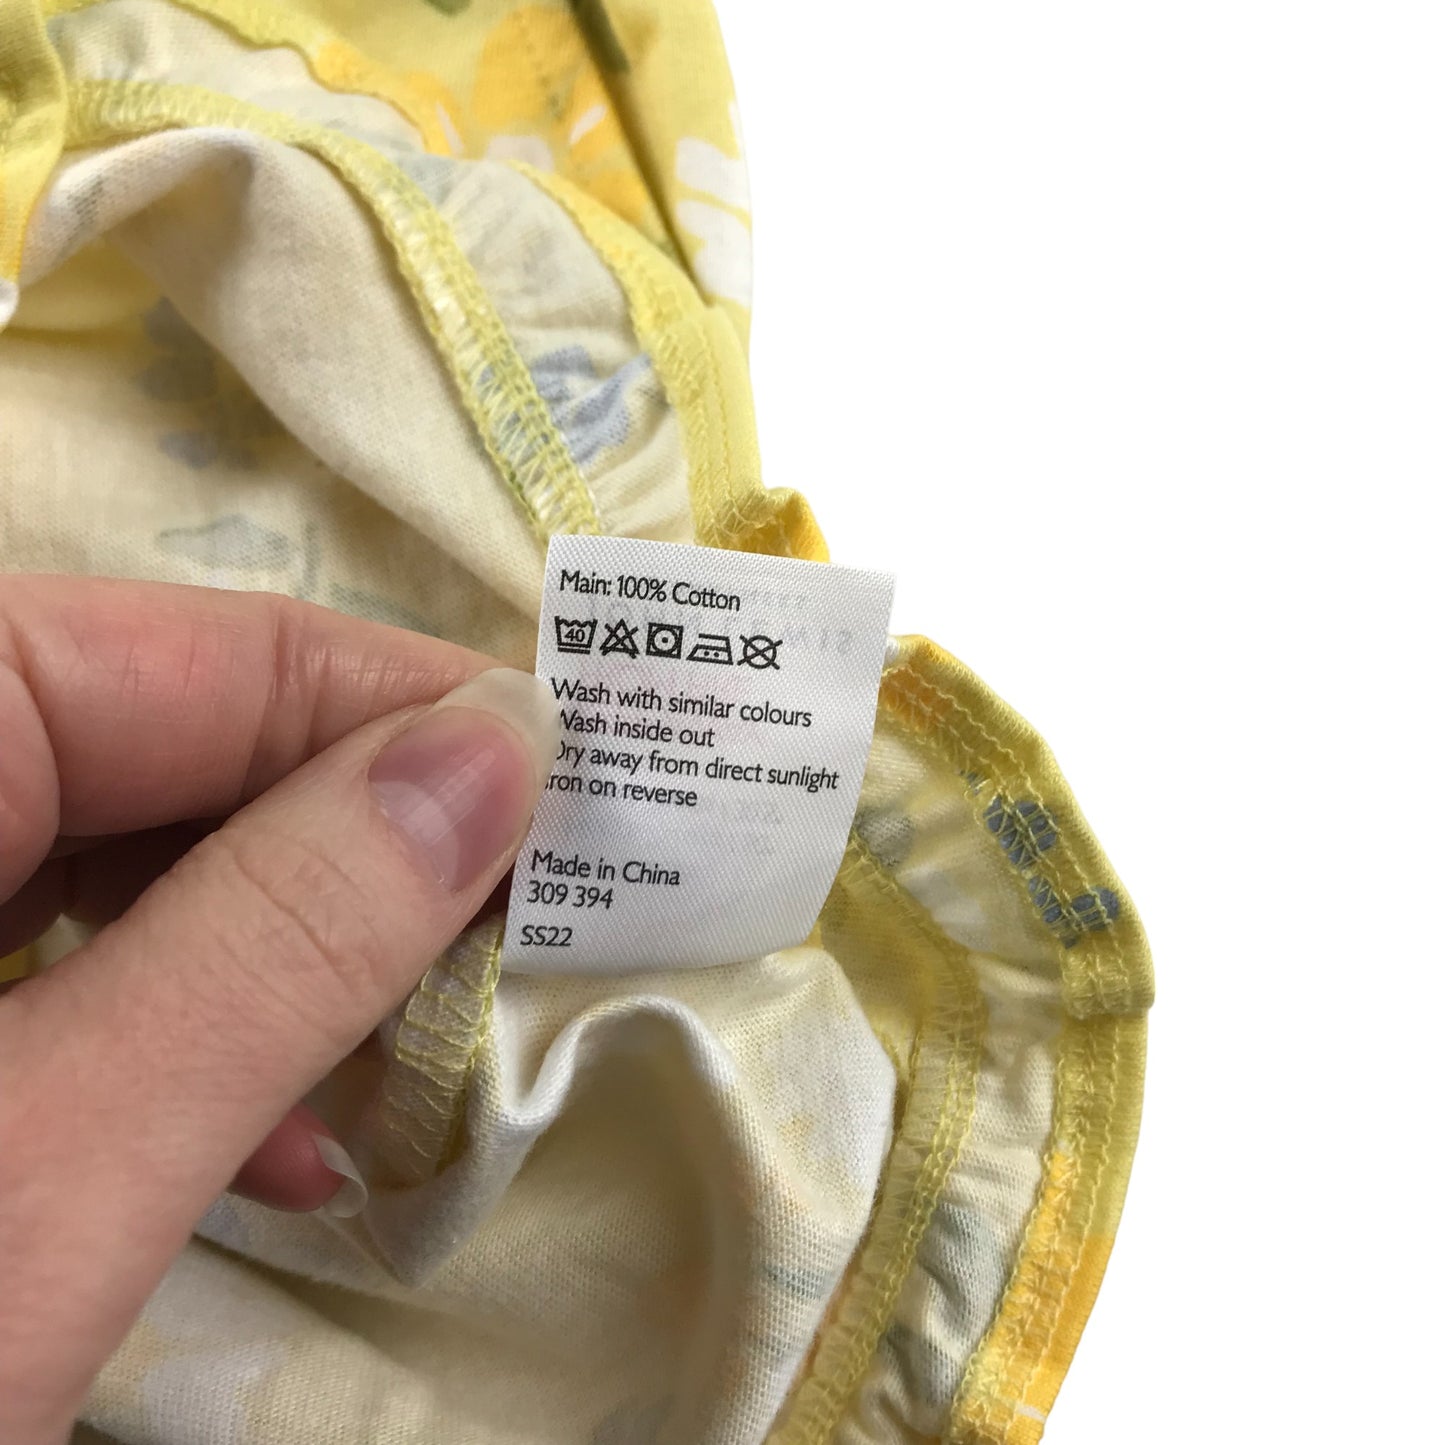 Main: 100% Cotton
40
Wash with similar colours
Wash inside out
Dry away from direct sunlight
Iron on reverse
Made in China
309 394
SS22